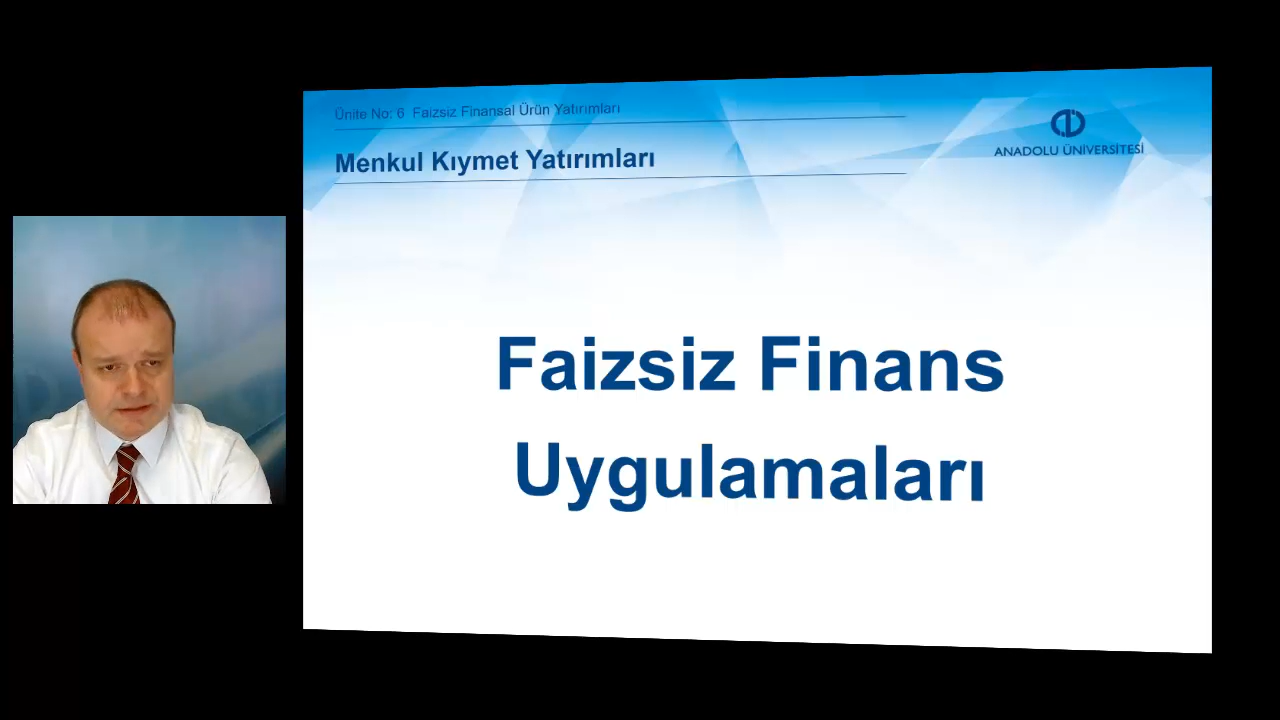 Ünite No: 6 Faizsiz Finansal Ürün Yatırımları
Menkul Kıymet Yatırımları
ANADOLU ÜNİVERSİTESİ
Faizsiz Finans
Uygulamaları